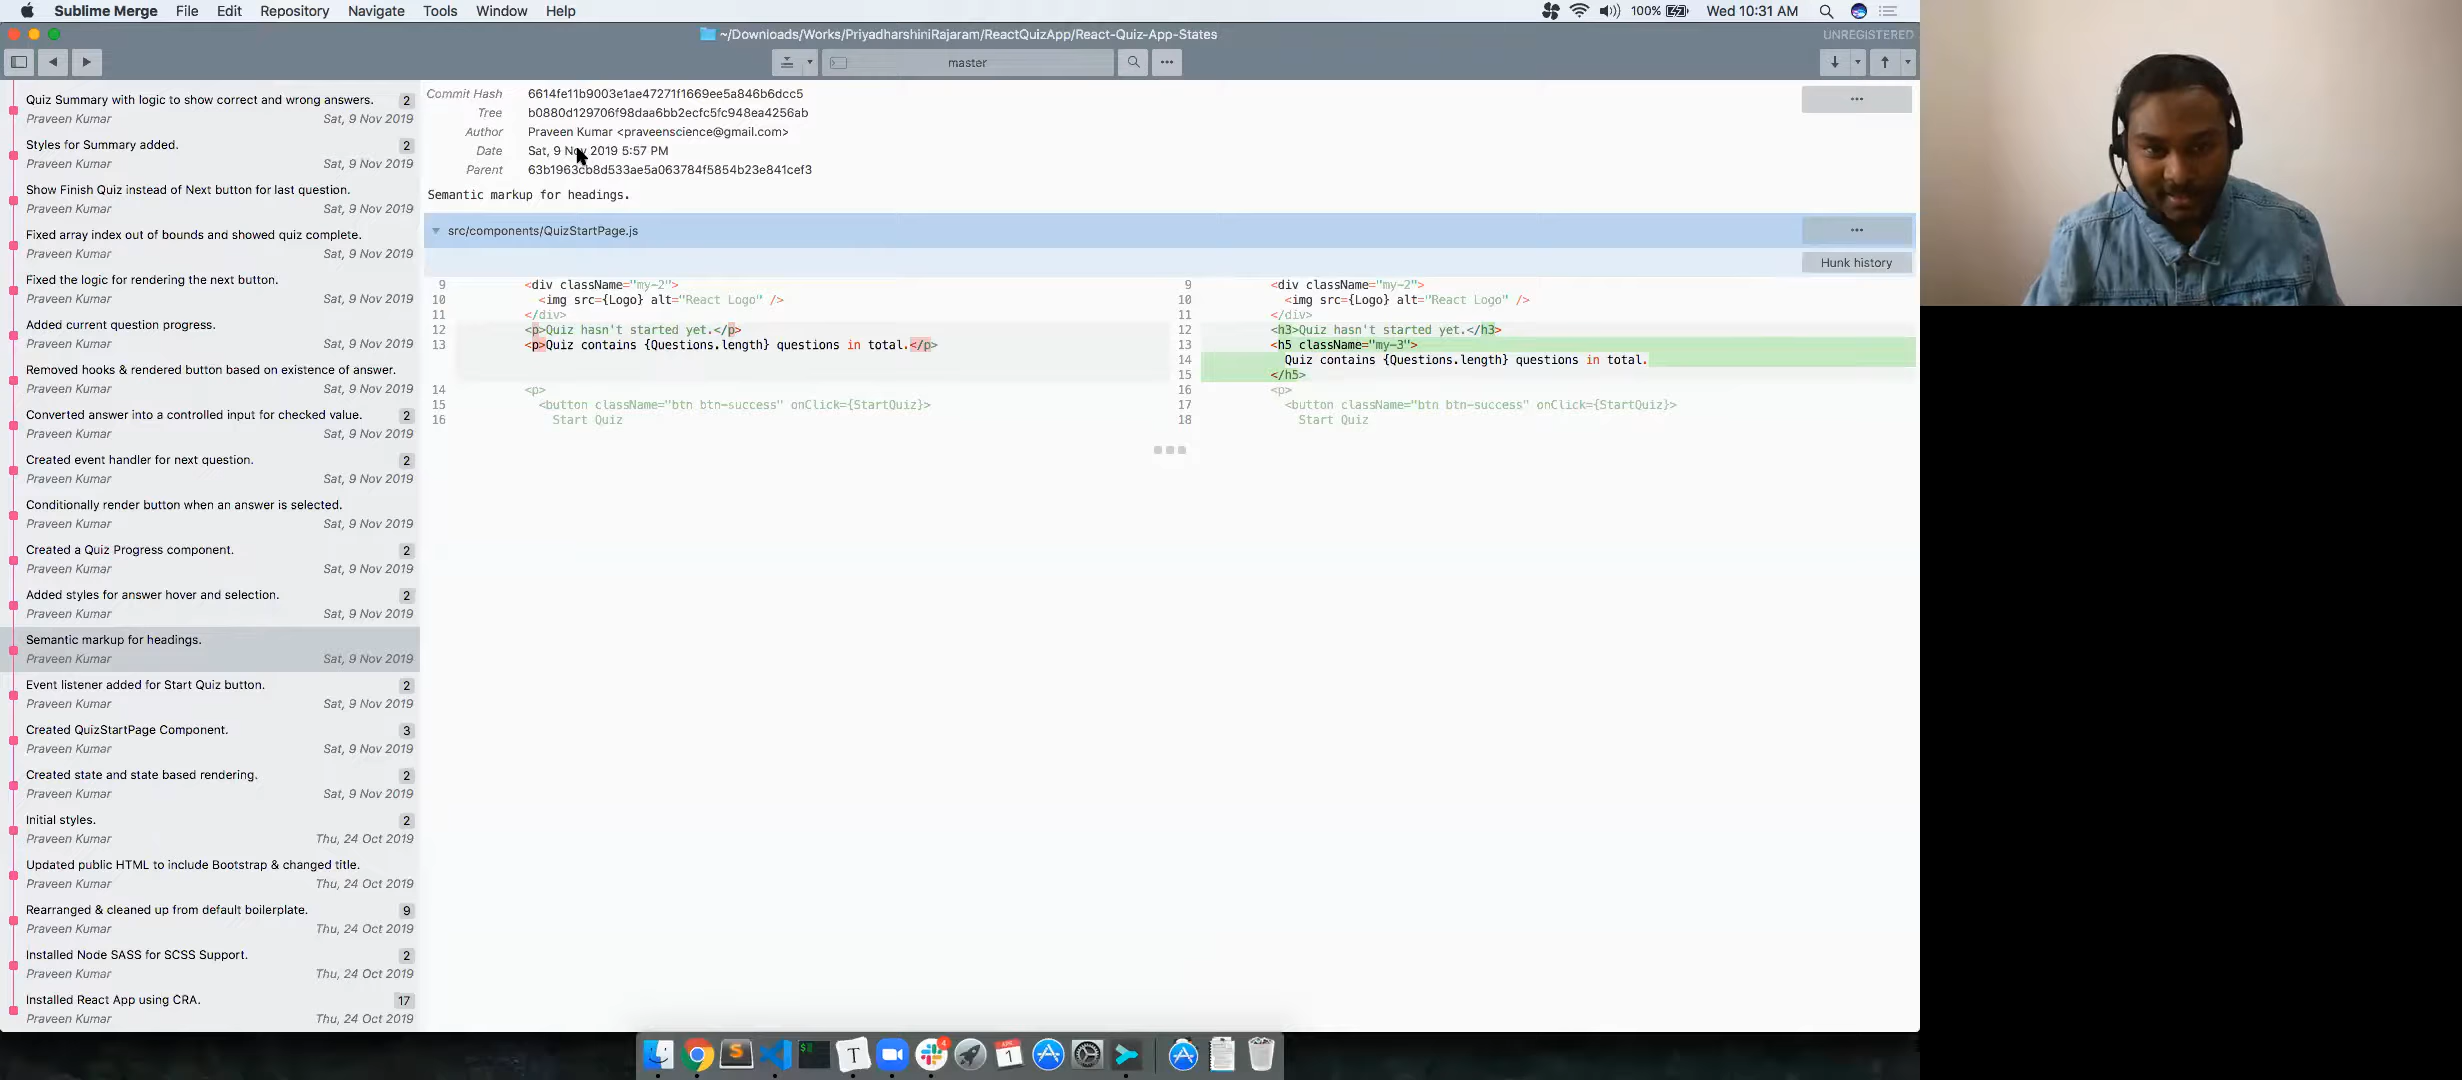 Sublime Merge File Edit Repository Navigate Tools Window Help 100% Wed 10:31 AM
~/Downloads/Works/PriyadharshiniRajaram/ReactQuizApp/React-Quiz-App-States UNREGISTERED
master
Quiz Summary with logic to show correct and wrong answers. 2
Praveen Kumar Sat, 9 Nov 2019
Styles for Summary added. 2
Praveen Kumar Sat, 9 Nov 2019
Show Finish Quiz instead of Next button for last question.
Praveen Kumar Sat, 9 Nov 2019
Fixed array index out of bounds and showed quiz complete.
Praveen Kumar Sat, 9 Nov 2019
Fixed the logic for rendering the next button.
Praveen Kumar Sat, 9 Nov 2019
Added current question progress.
Praveen Kumar Sat, 9 Nov 2019
Removed hooks & rendered button based on existence of answer.
Praveen Kumar Sat, 9 Nov 2019
Converted answer into a controlled input for checked value. 2
Praveen Kumar Sat, 9 Nov 2019
Created event handler for next question. 2
Praveen Kumar Sat, 9 Nov 2019
Conditionally render button when an answer is selected.
Praveen Kumar Sat, 9 Nov 2019
Created a Quiz Progress component. 2
Praveen Kumar Sat, 9 Nov 2019
Added styles for answer hover and selection. 2
Praveen Kumar Sat, 9 Nov 2019
Semantic markup for headings.
Praveen Kumar Sat, 9 Nov 2019
Event listener added for Start Quiz button. 2
Praveen Kumar Sat, 9 Nov 2019
Created QuizStartPage Component. 3
Praveen Kumar Sat, 9 Nov 2019
Created state and state based rendering. 2
Praveen Kumar Sat, 9 Nov 2019
Initial styles. 2
Praveen Kumar Thu, 24 Oct 2019
Updated public HTML to include Bootstrap & changed title.
Praveen Kumar Thu, 24 Oct 2019
Rearranged & cleaned up from default boilerplate. 9
Praveen Kumar Thu, 24 Oct 2019
Installed Node SASS for SCSS Support. 2
Praveen Kumar Thu, 24 Oct 2019
Installed React App using CRA. 17
Praveen Kumar Thu, 24 Oct 2019
Commit Hash 6614fe11b9003e1ae47271f1669ee5a846b6dcc5
Tree b0880d129706f98daa6bb2ecfc5fc948ea4256ab
Author Praveen Kumar <praveenscience@gmail.com>
Date Sat, 9 Nov 2019 5:57 PM
Parent 63b1963cb8d533ae5a063784f5854b23e841cef3
Semantic markup for headings.
src/components/QuizStartPage.js
Hunk history
9 <div className="my-2">
10 <img src={Logo} alt="React Logo" />
11 </div>
12 <p>Quiz hasn't started yet.</p>
13 <p>Quiz contains {Questions.length} questions in total.</p>
14 <p>
15 <button className="btn btn-success" onClick={StartQuiz}>
16 Start Quiz
9 <div className="my-2">
10 <img src={Logo} alt="React Logo" />
11 </div>
12 <h3>Quiz hasn't started yet.</h3>
13 <h5 className="my-3">
14 Quiz contains {Questions.length} questions in total.
15 </h5>
16 <p>
17 <button className="btn btn-success" onClick={StartQuiz}>
18 Start Quiz